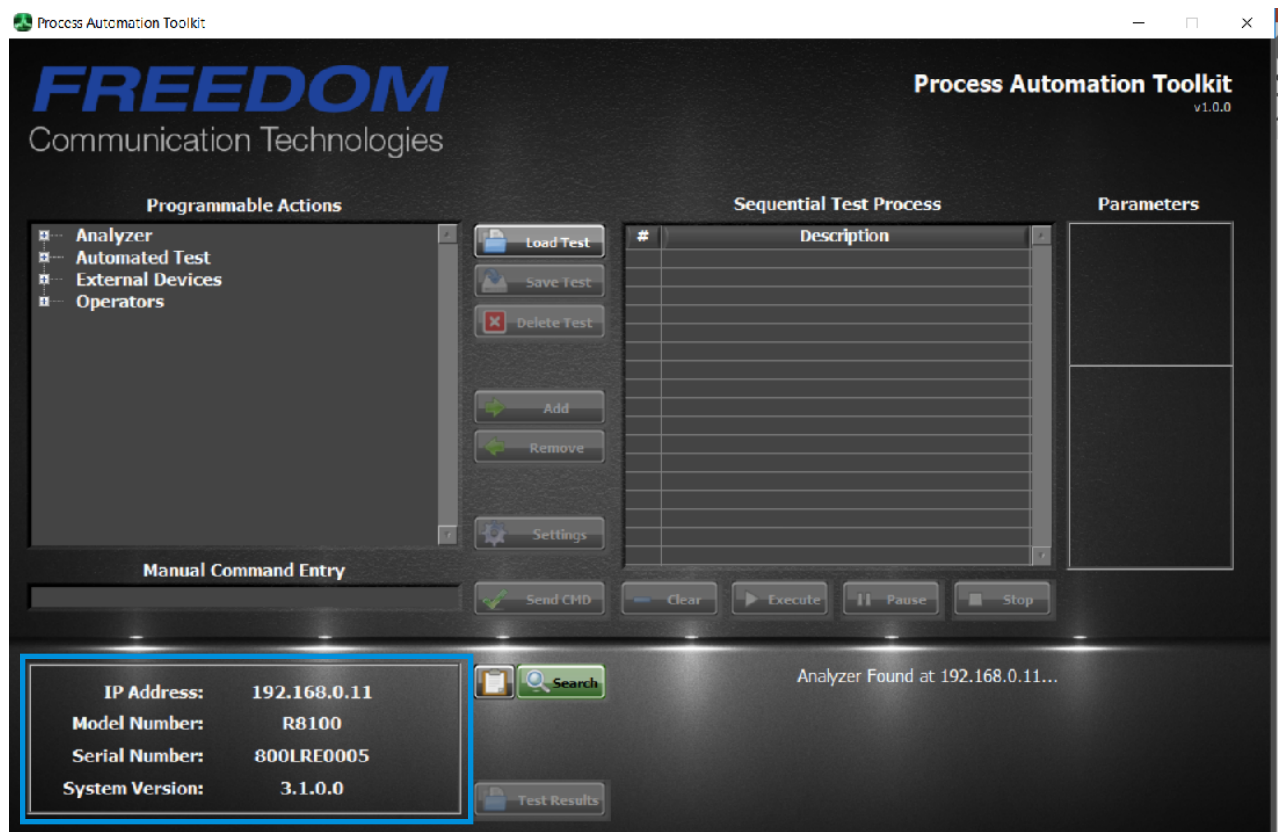 Process Automation Toolkit
FREEDOM
Communication Technologies
Process Automation Toolkit
v1.0.0
Programmable Actions
Analyzer
Automated Test
External Devices
Operators
Load Test
Save Test
Delete Test
Add
Remove
Settings
Sequential Test Process
# Description
Parameters
Manual Command Entry
Send CMD
Clear
Execute
Pause
Stop
IP Address: 192.168.0.11
Model Number: R8100
Serial Number: 800LRE0005
System Version: 3.1.0.0
Search
Analyzer Found at 192.168.0.11...
Test Results